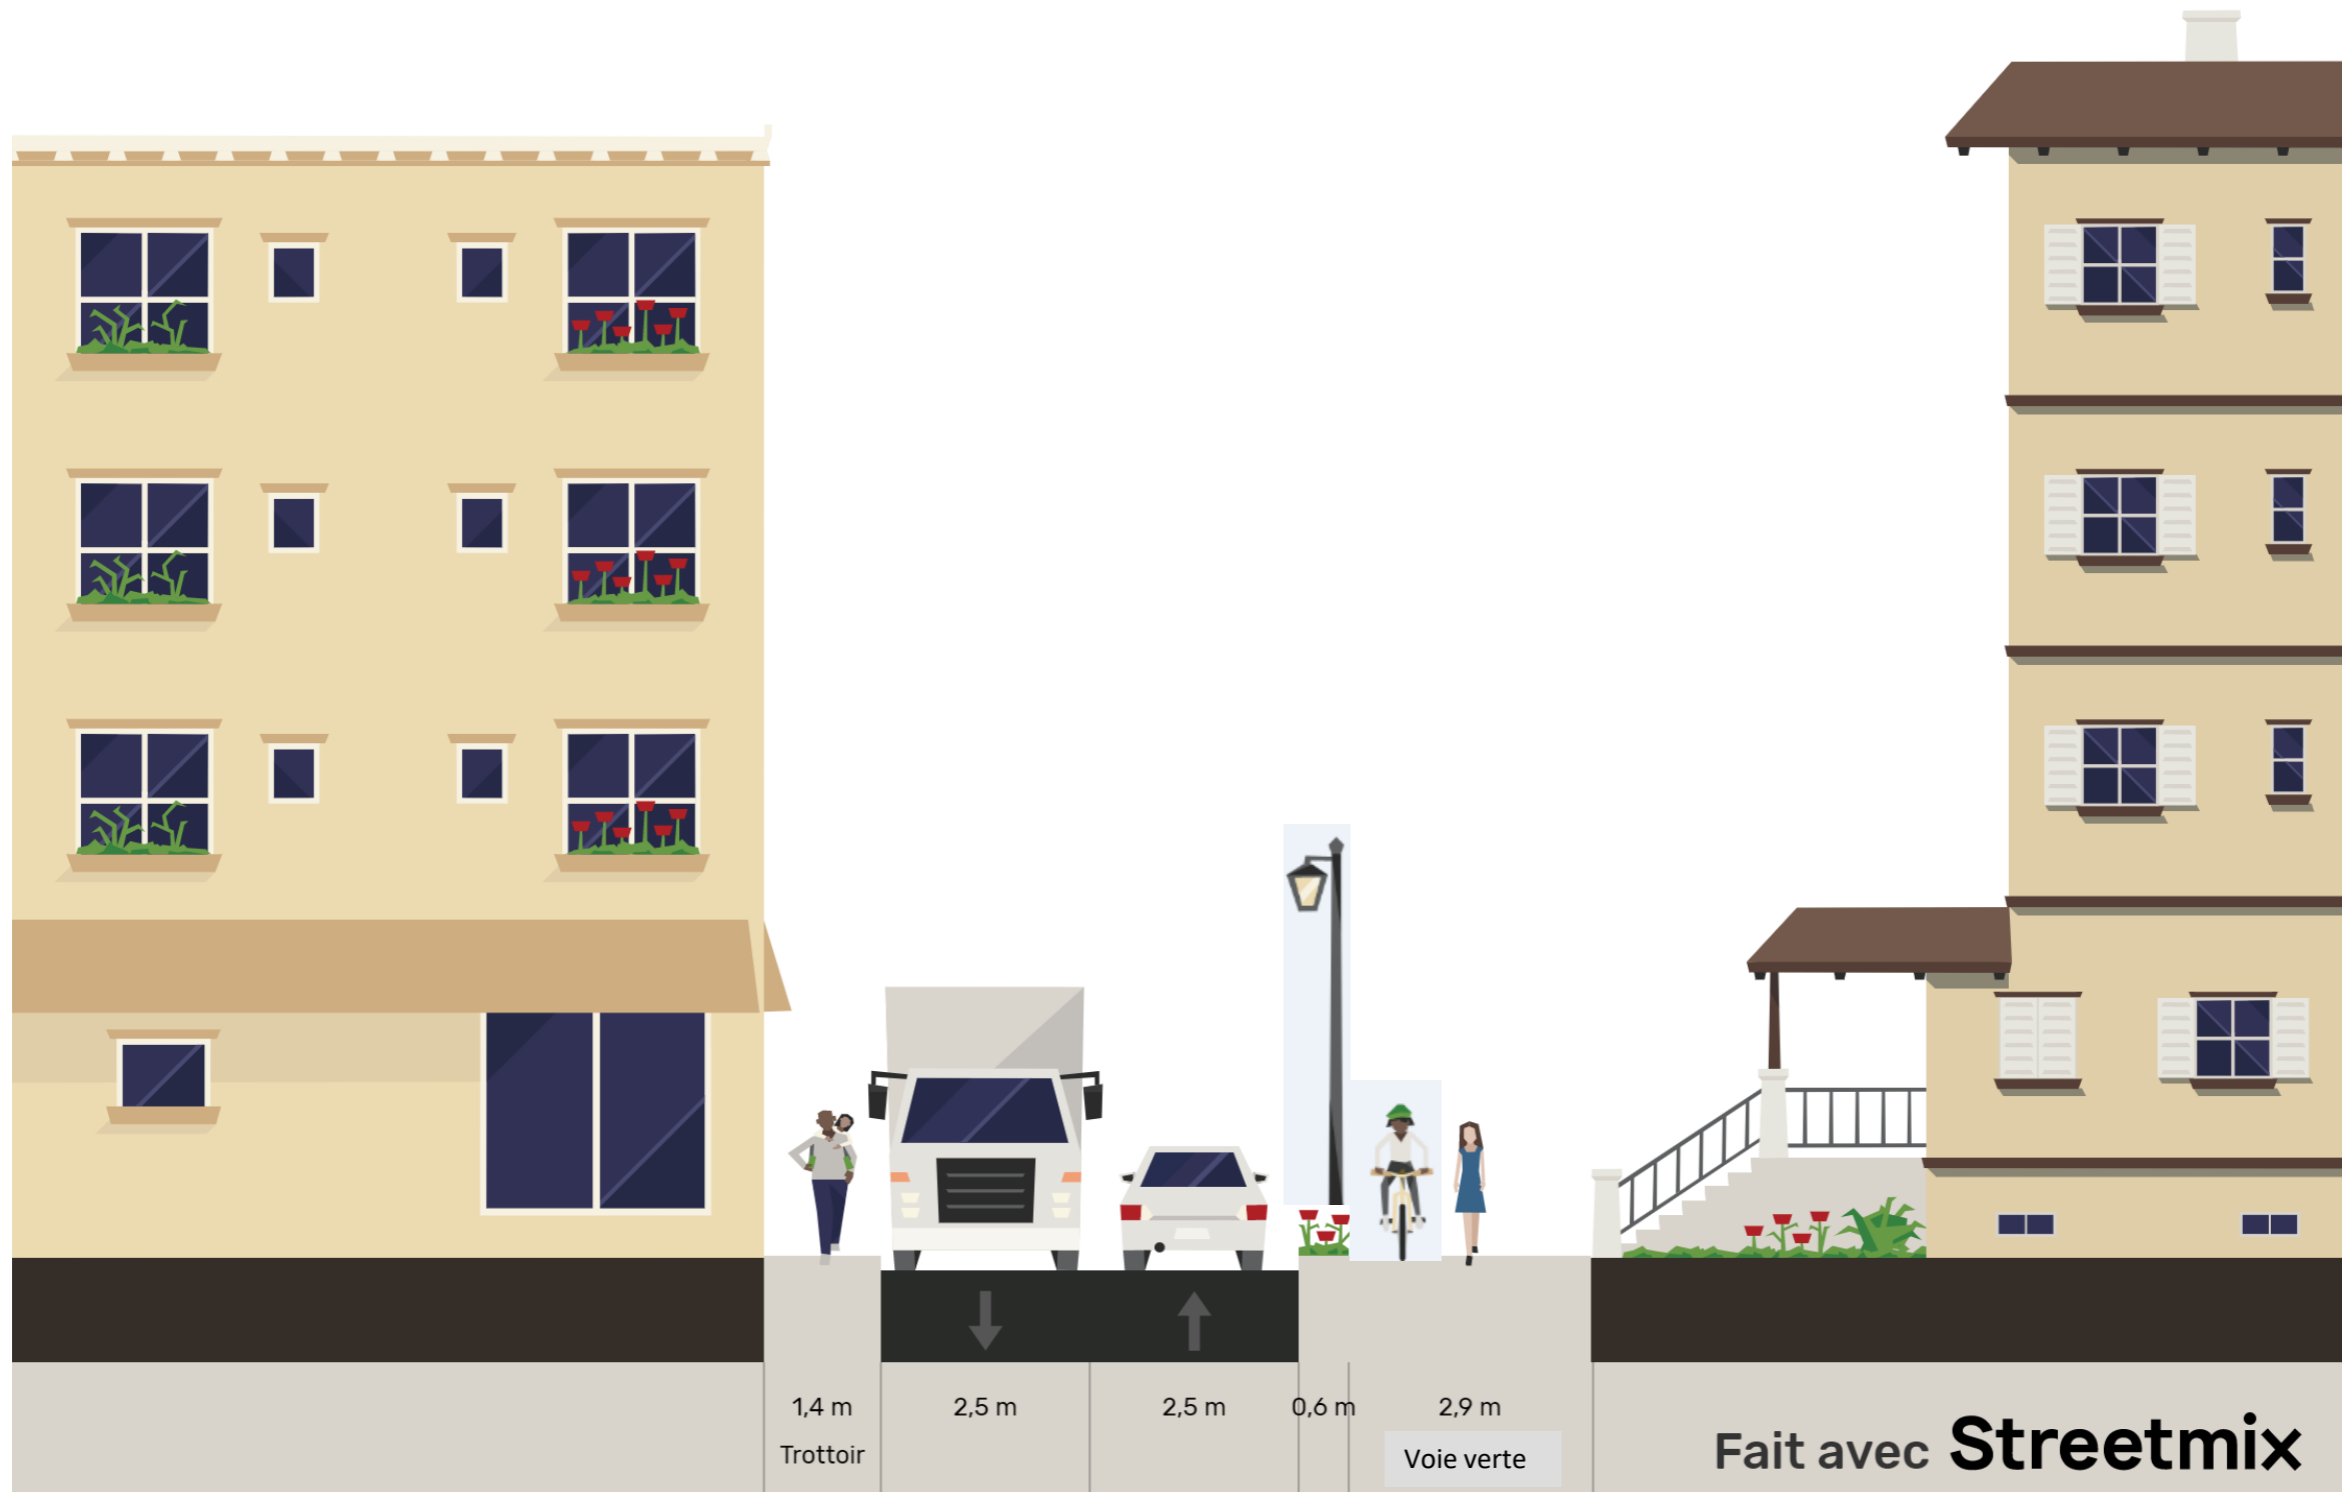 1,4 m
2,5 m
2,5 m
0,6 m
2,9 m
Trottoir
Voie verte
Fait avec Streetmix